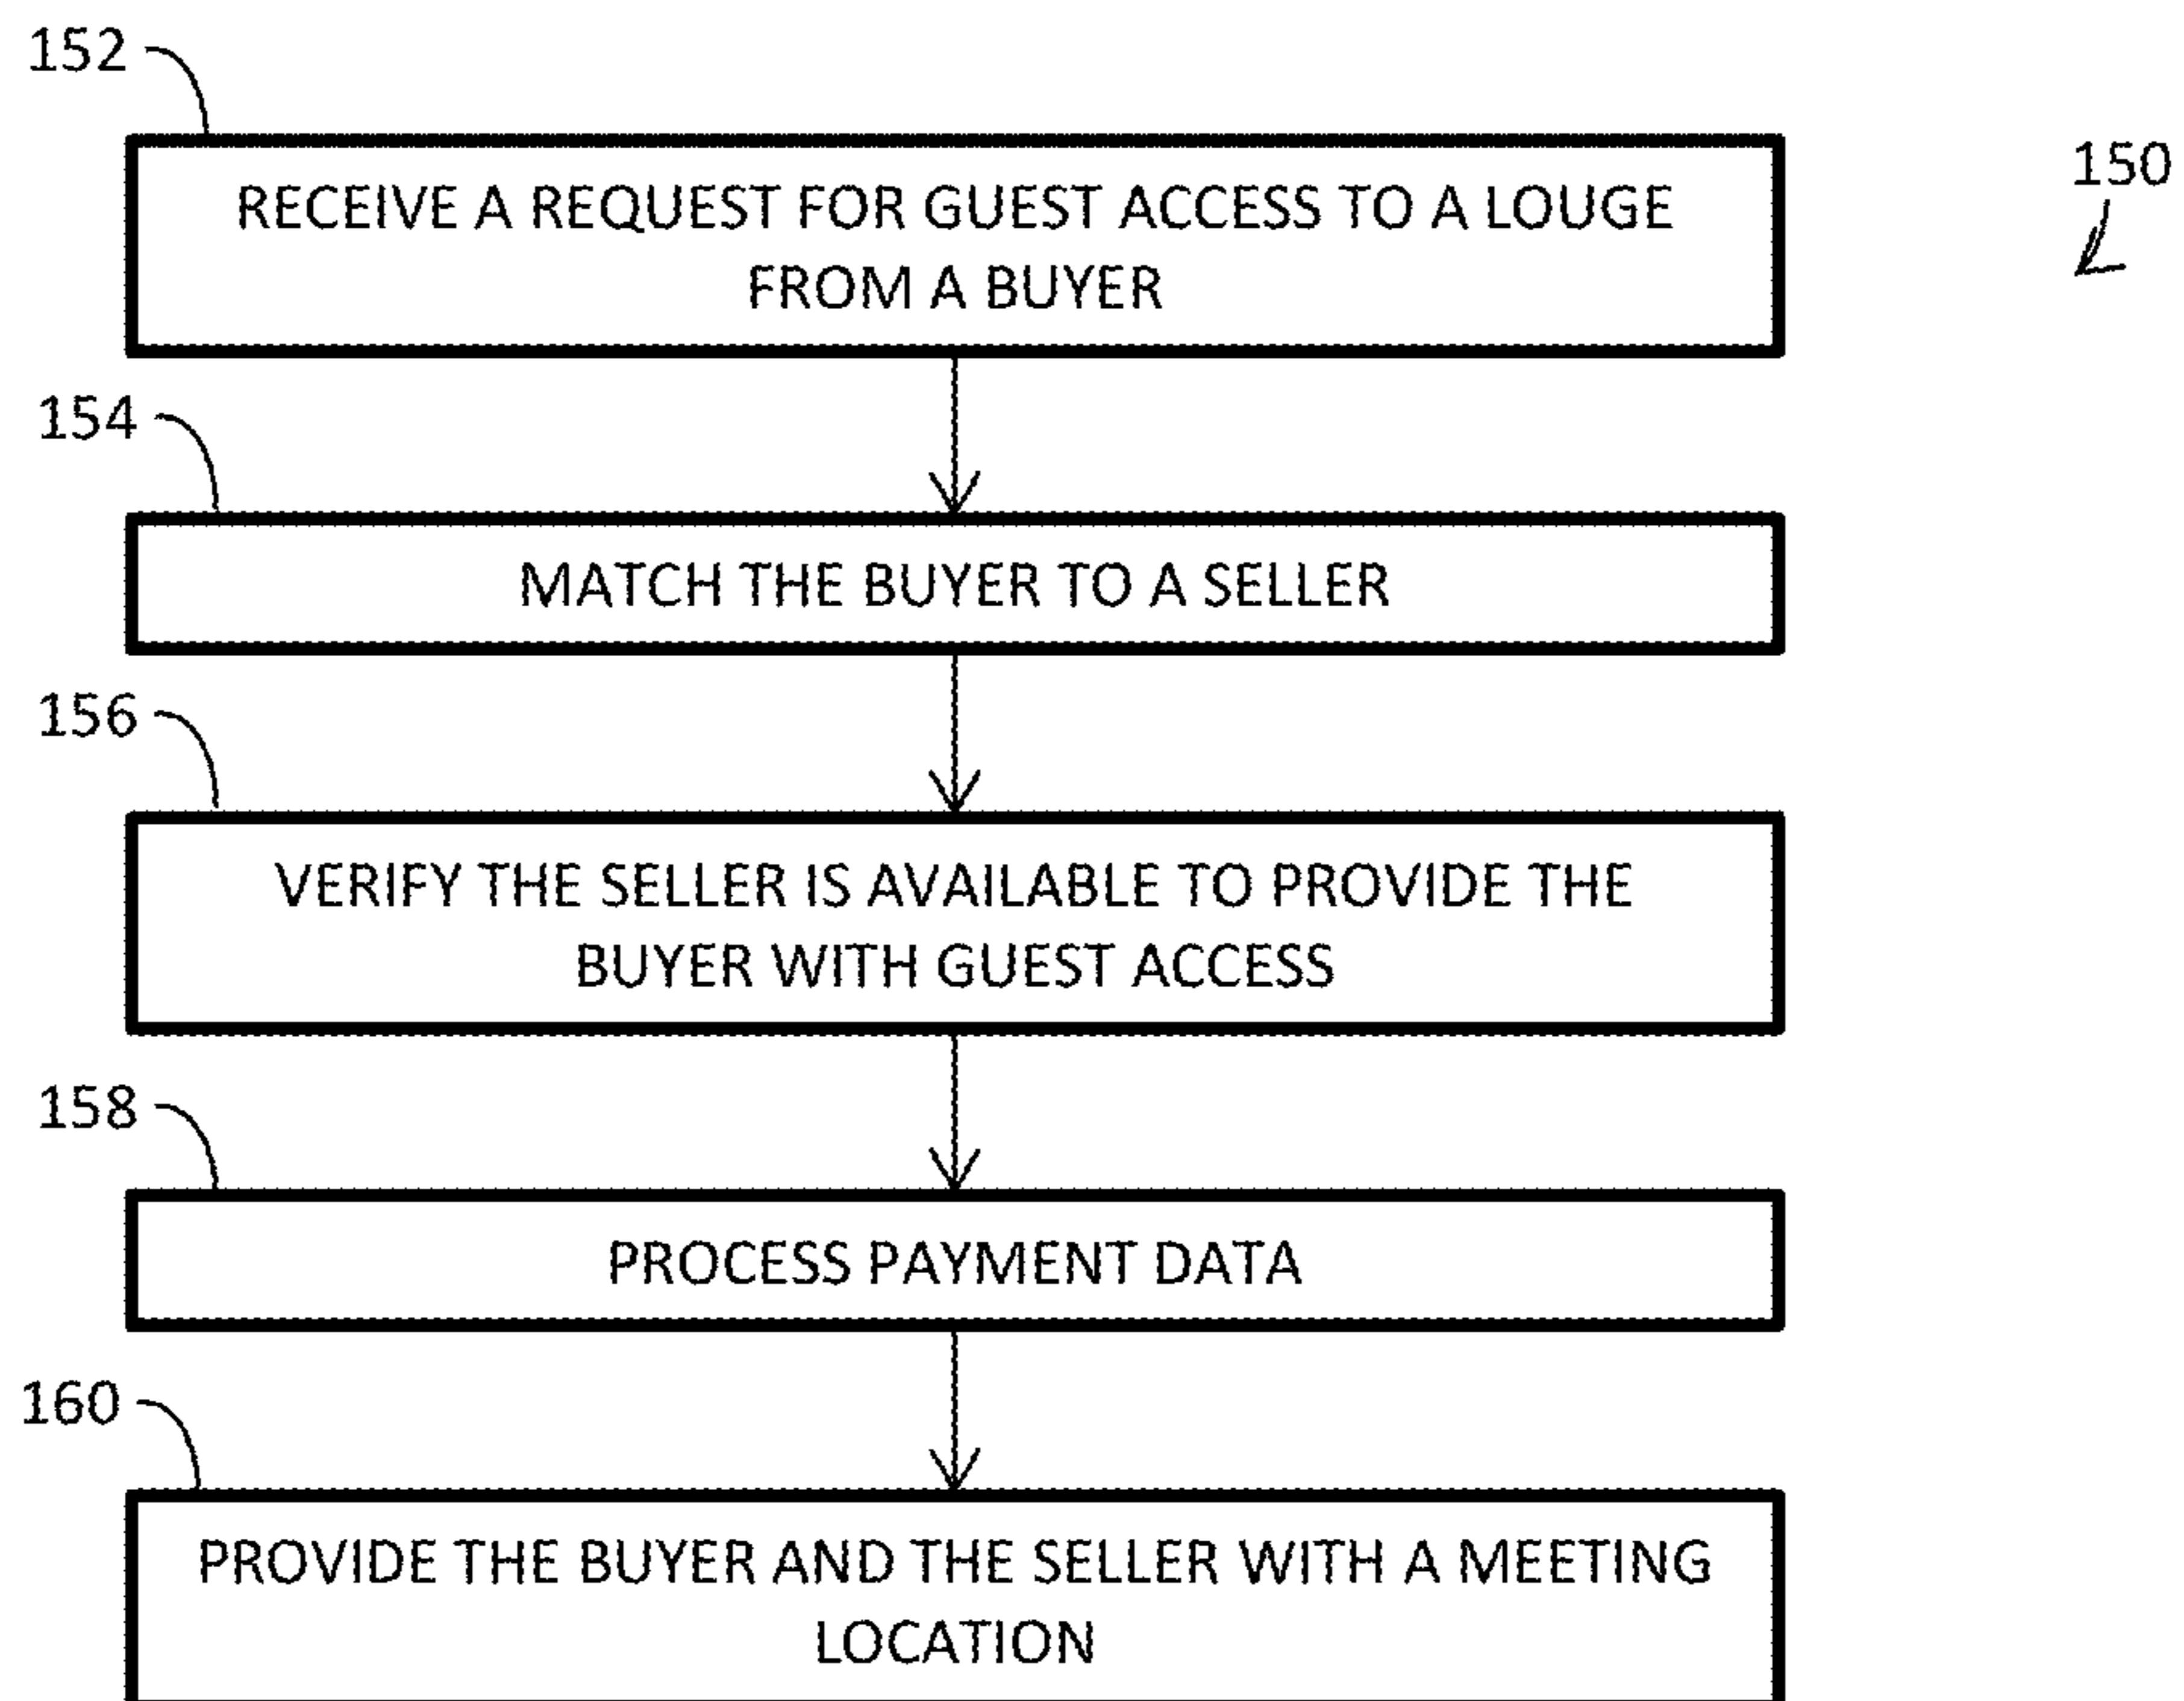 152
RECEIVE A REQUEST FOR GUEST ACCESS TO A LOUGE
FROM A BUYER
150
154
MATCH THE BUYER TO A SELLER
156
VERIFY THE SELLER IS AVAILABLE TO PROVIDE THE
BUYER WITH GUEST ACCESS
158
PROCESS PAYMENT DATA
160
PROVIDE THE BUYER AND THE SELLER WITH A MEETING
LOCATION